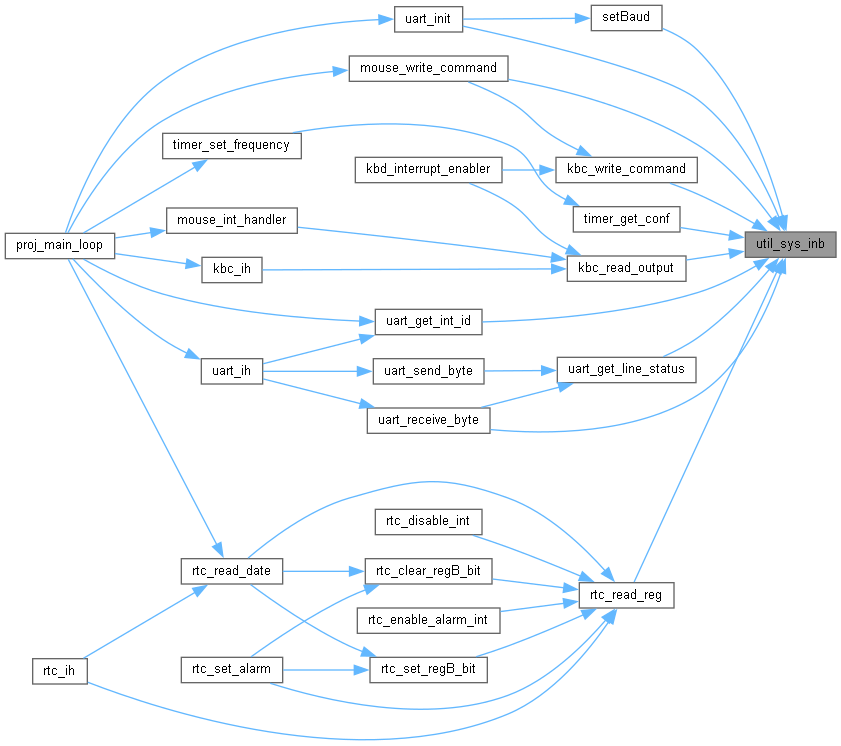 uart_init
setBaud
mouse_write_command
timer_set_frequency
kbd_interrupt_enabler
kbc_write_command
mouse_int_handler
timer_get_conf
proj_main_loop
util_sys_inb
kbc_ih
kbc_read_output
uart_get_int_id
uart_ih
uart_send_byte
uart_get_line_status
uart_receive_byte
rtc_disable_int
rtc_read_date
rtc_clear_regB_bit
rtc_read_reg
rtc_enable_alarm_int
rtc_ih
rtc_set_alarm
rtc_set_regB_bit